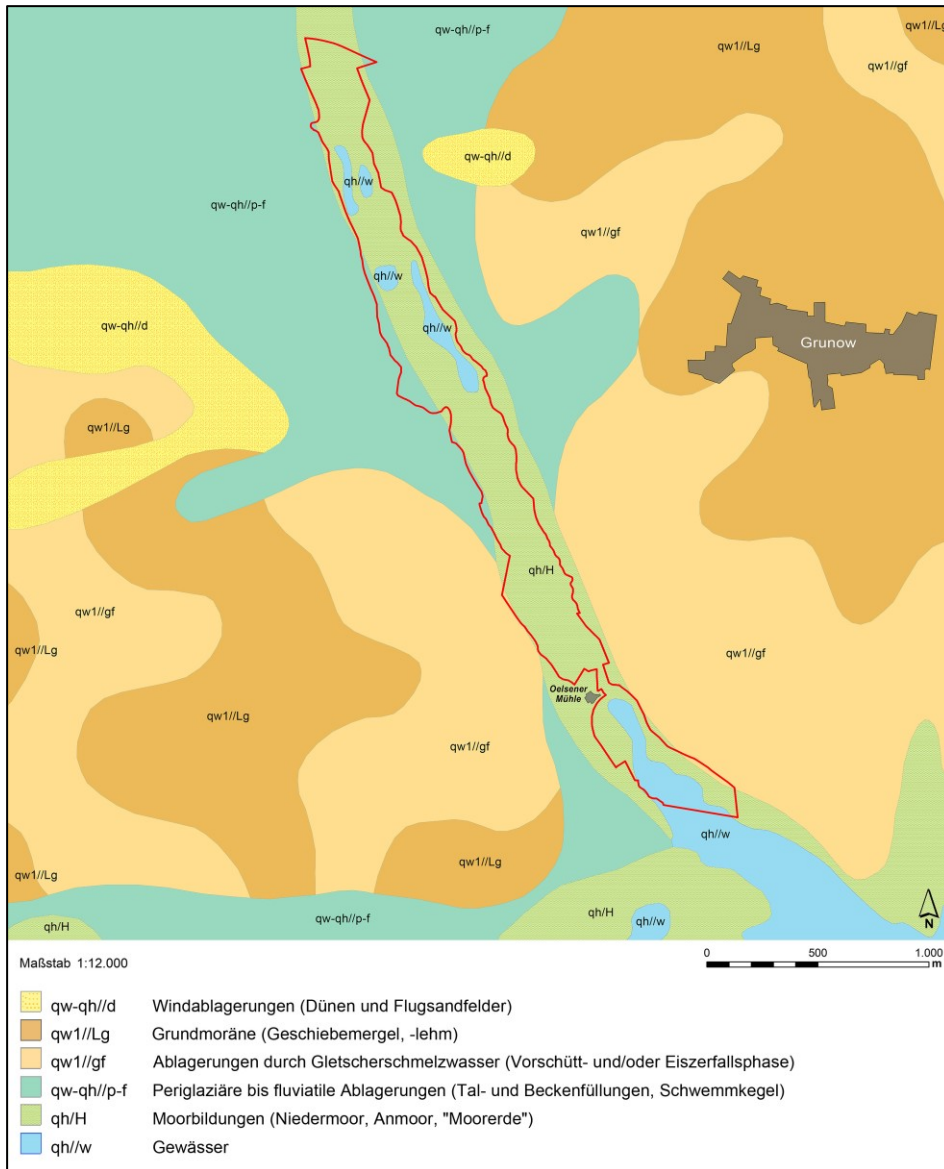 qw-qh//p-f
qw1//Lg
qw1//Lg
qw1//gf
qw-qh//d
qh//w
qw-qh//p-f
qw1//gf
qh//w
qh//w
qw-qh//d
Grunow
qw1//Lg
qh/H
qw1//gf
qw1//Lg
qw1//gf
Oelsener
Mühle
qw1//Lg
qw1//gf
qh//w
qw1//Lg
qw1//Lg
qw-qh//p-f
qh/H
qh//w
qh/H
N
Maßstab 1:12.000
0 500 1.000
m
qw-qh//d Windablagerungen (Dünen und Flugsandfelder)
qw1//Lg Grundmoräne (Geschiebemergel, -lehm)
qw1//gf Ablagerungen durch Gletscherschmelzwasser (Vorschütt- und/oder Eiszerfallsphase)
qw-qh//p-f Periglaziäre bis fluviatile Ablagerungen (Tal- und Beckenfüllungen, Schwemmkegel)
qh/H Moorbildungen (Niedermoor, Anmoor, "Moorerde")
qh//w Gewässer